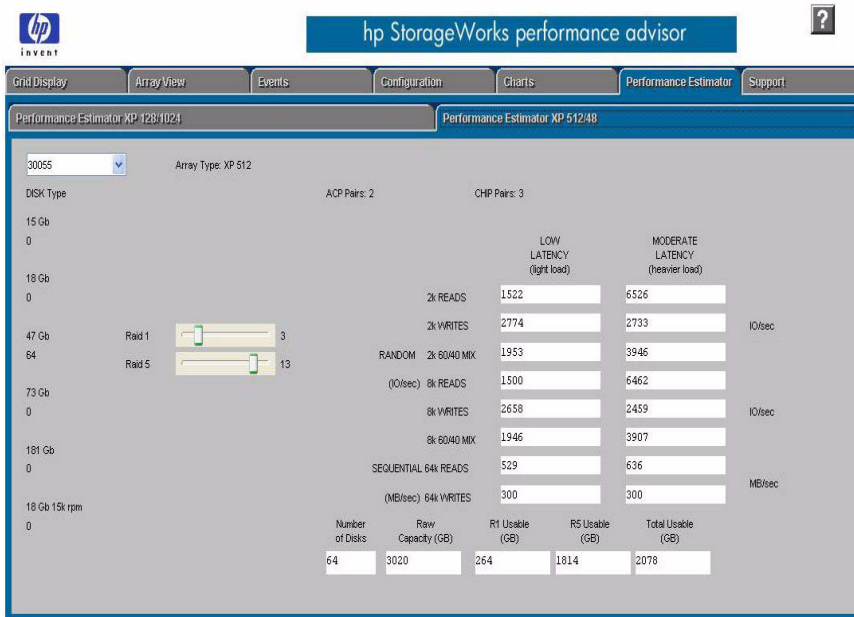 hp
invent
hp StorageWorks performance advisor
?
Grid Display Array View Events Configuration Charts Performance Estimator Support
Performance Estimator XP 128/1024 Performance Estimator XP 512/48
30055 Array Type: XP 512
DISK Type ACP Pairs: 2 CHIP Pairs: 3
15 Gb
0
LOW LATENCY (light load) MODERATE LATENCY (heavier load)
18 Gb
0
2k READS 1522 6526
2k WRITES 2774 2733 IO/sec
47 Gb Raid 1 3
64
RANDOM 2k 60/40 MIX 1953 3946
Raid 5 13
(IO/sec) 8k READS 1500 6462
73 Gb
0
8k WRITES 2658 2459 IO/sec
8k 60/40 MIX 1946 3907
181 Gb
0
SEQUENTIAL 64k READS 529 636
MB/sec
(MB/sec) 64k WRITES 300 300
18 Gb 15k rpm
0
Number of Disks Raw Capacity (GB) R1 Usable (GB) R5 Usable (GB) Total Usable (GB)
64 3020 264 1814 2078